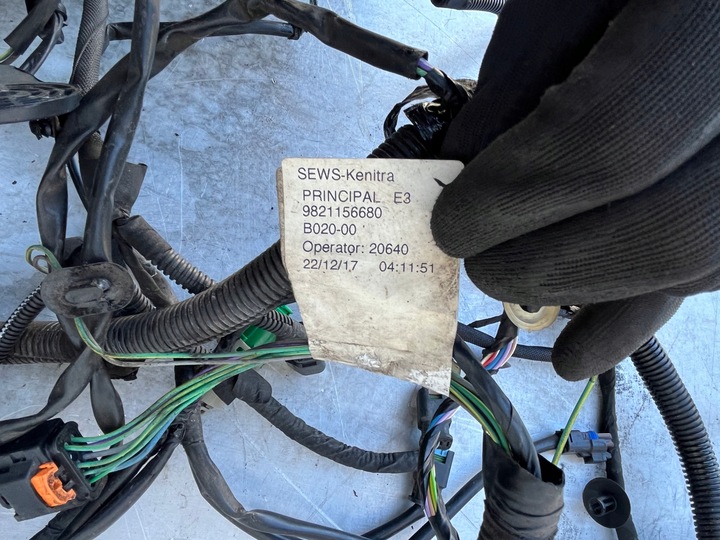 SEWS-Kenitra
PRINCIPAL E3
9821156680
B020-00
Operator: 20640
22/12/17 04:11:51